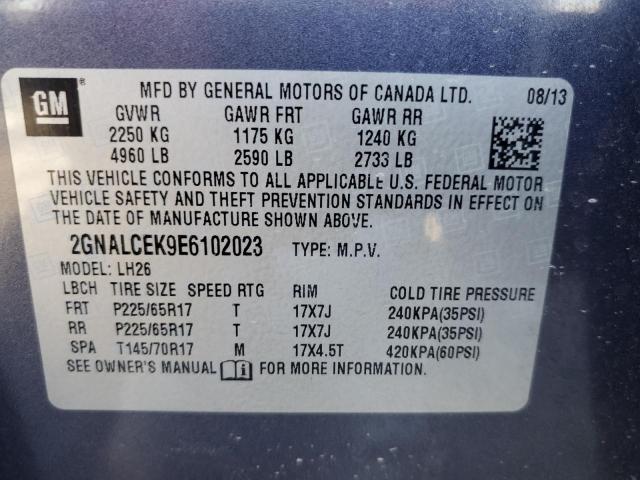 GM ®
MFD BY GENERAL MOTORS OF CANADA LTD. 08/13
GVWR GAWR FRT GAWR RR
2250 KG 1175 KG 1240 KG
4960 LB 2590 LB 2733 LB
THIS VEHICLE CONFORMS TO ALL APPLICABLE U.S. FEDERAL MOTOR
VEHICLE SAFETY AND THEFT PREVENTION STANDARDS IN EFFECT ON
THE DATE OF MANUFACTURE SHOWN ABOVE.
2GNALCEK9E6102023 TYPE: M.P.V.
MODEL: LH26
LBCH TIRE SIZE SPEED RTG RIM COLD TIRE PRESSURE
FRT P225/65R17 T 17X7J 240KPA(35PSI)
RR P225/65R17 T 17X7J 240KPA(35PSI)
SPA T145/70R17 M 17X4.5T 420KPA(60PSI)
SEE OWNER'S MANUAL i FOR MORE INFORMATION.